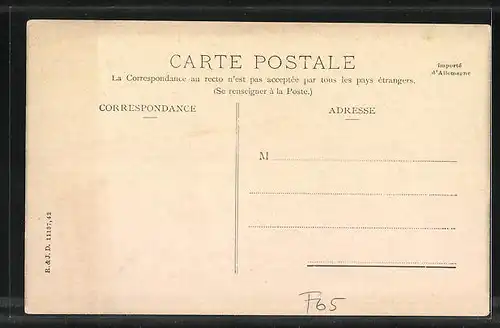 CARTE POSTALE
Importé
d'Allemagne
La Correspondance au recto n'est pas acceptée par tous les pays étrangers.
(Se renseigner à la Poste.)
CORRESPONDANCE
ADRESSE
M
R. & J. D. 11107,42
F65